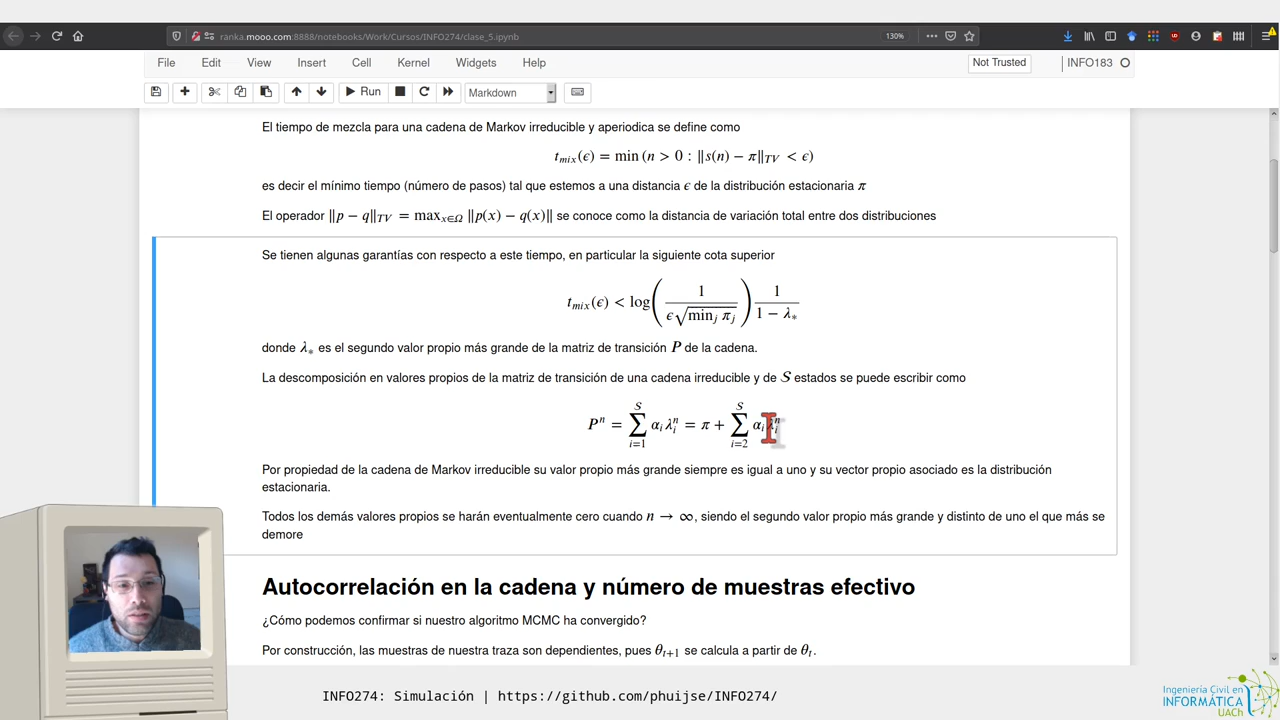 ranka.mooo.com:8888/notebooks/Work/Cursos/INFO274/clase_5.ipynb 130%
File Edit View Insert Cell Kernel Widgets Help Not Trusted INFO183
Run Markdown
El tiempo de mezcla para una cadena de Markov irreducible y aperiodica se define como
t_{mix}(ϵ) = min (n > 0 : ||s(n) − π||_{TV} < ϵ)
es decir el mínimo tiempo (número de pasos) tal que estemos a una distancia ϵ de la distribución estacionaria π
El operador ||p − q||_{TV} = max_{x∈Ω} ||p(x) − q(x)|| se conoce como la distancia de variación total entre dos distribuciones
Se tienen algunas garantías con respecto a este tiempo, en particular la siguiente cota superior
t_{mix}(ϵ) < log(1 / (ϵ√(min_j π_j))) 1 / (1 − λ_*)
donde λ_* es el segundo valor propio más grande de la matriz de transición P de la cadena.
La descomposición en valores propios de la matriz de transición de una cadena irreducible y de S estados se puede escribir como
P^n = ∑_{i=1}^{S} α_i λ_i^n = π + ∑_{i=2}^{S} α_i λ_i^n
Por propiedad de la cadena de Markov irreducible su valor propio más grande siempre es igual a uno y su vector propio asociado es la distribución
estacionaria.
Todos los demás valores propios se harán eventualmente cero cuando n → ∞, siendo el segundo valor propio más grande y distinto de uno el que más se
demore
Autocorrelación en la cadena y número de muestras efectivo
¿Cómo podemos confirmar si nuestro algoritmo MCMC ha convergido?
Por construcción, las muestras de nuestra traza son dependientes, pues θ_{t+1} se calcula a partir de θ_t.
INFO274: Simulación | https://github.com/phuijse/INFO274/
Ingeniería Civil en
INFORMÁTICA
UACh